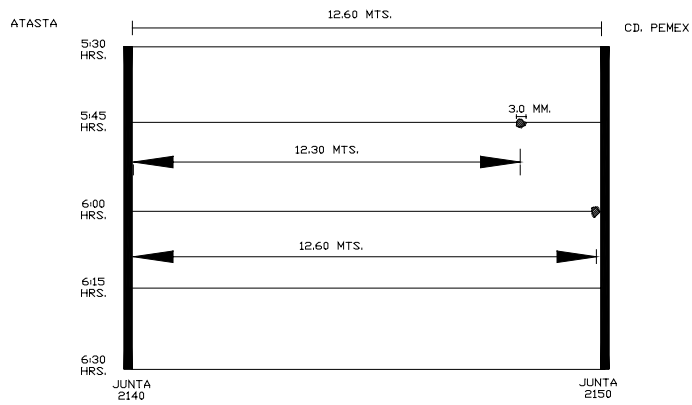 12.60 MTS.
ATASTA
CD. PEMEX
5:30
HRS.
5:45
HRS.
3.0 MM.
12.30 MTS.
6:00
HRS.
12.60 MTS.
6:15
HRS.
6:30
HRS.
JUNTA
2140
JUNTA
2150